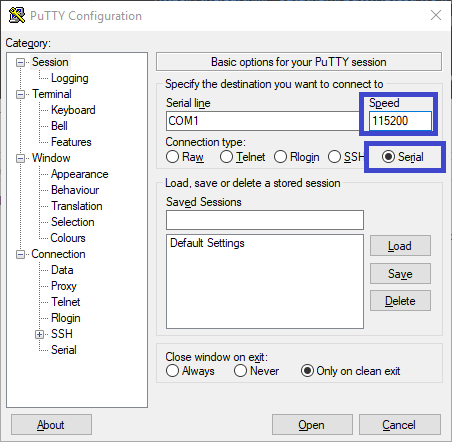 PuTTY Configuration
Category:
Session
Logging
Terminal
Keyboard
Bell
Features
Window
Appearance
Behaviour
Translation
Selection
Colours
Connection
Data
Proxy
Telnet
Rlogin
SSH
Serial
Basic options for your PuTTY session
Specify the destination you want to connect to
Serial line Speed
COM1 115200
Connection type:
Raw Telnet Rlogin SSH Serial
Load, save or delete a stored session
Saved Sessions
Default Settings
Load
Save
Delete
Close window on exit:
Always Never Only on clean exit
About Open Cancel